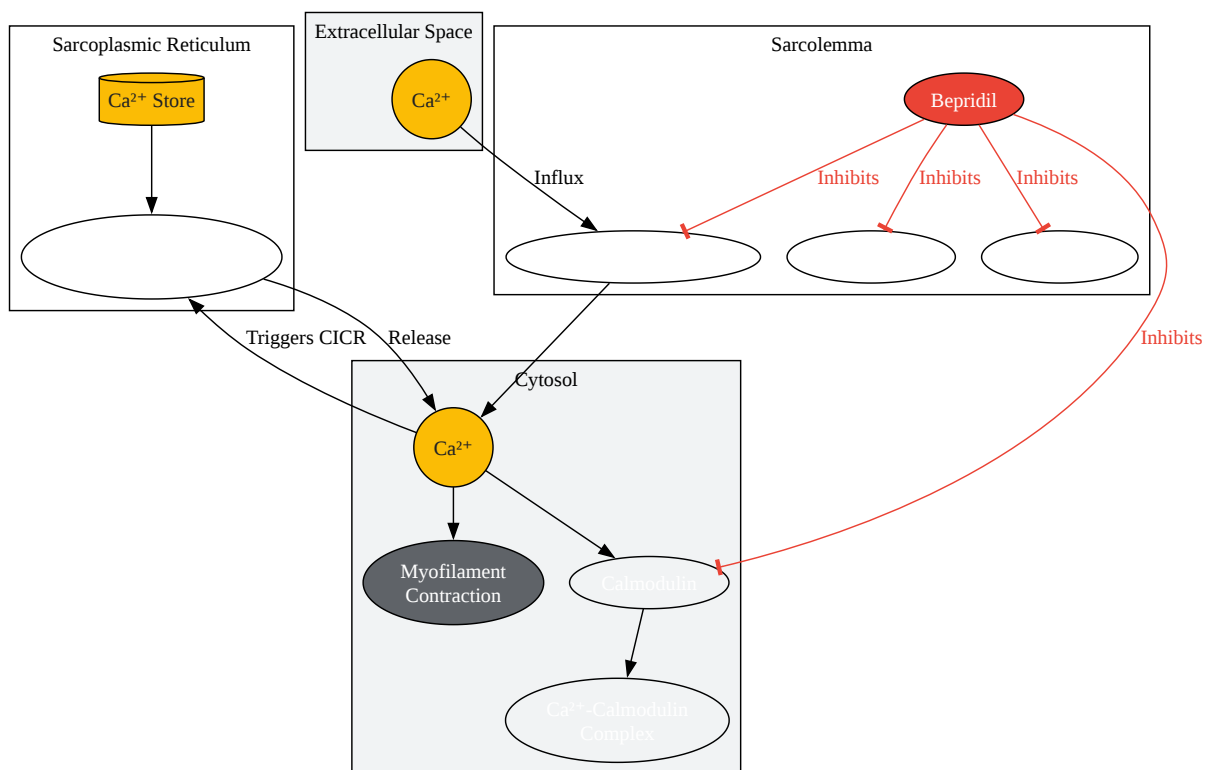 Sarcoplasmic Reticulum
Extracellular Space
Sarcolemma
Ca²⁺ Store
Ca²⁺
Bepridil
Influx
Inhibits
Inhibits
Inhibits
Triggers CICR
Release
Inhibits
Cytosol
Ca²⁺
Myofilament
Contraction
Calmodulin
Ca²⁺-Calmodulin
Complex